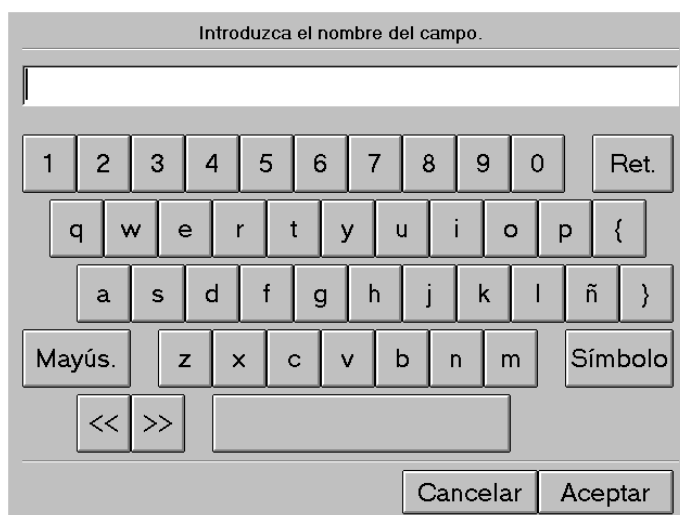 Introduzca el nombre del campo.
1 2 3 4 5 6 7 8 9 0 Ret.
q w e r t y u i o p {
a s d f g h j k l ñ }
Mayús. z x c v b n m Símbolo
<< >>
Cancelar Aceptar